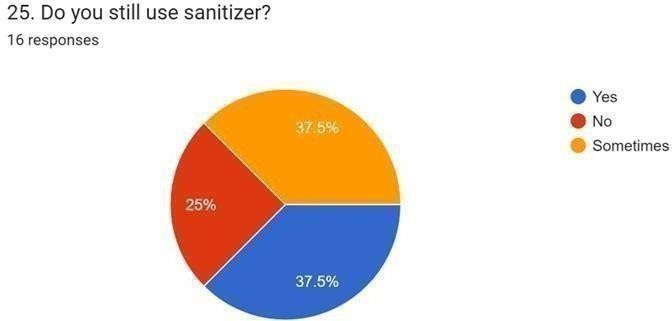 25. Do you still use sanitizer?
16 responses
Yes
No
Sometimes
37.5%
25%
37.5%